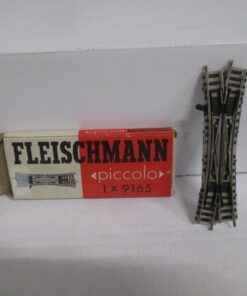 FLEISCHMANN
«piccolo»
1 x 9165